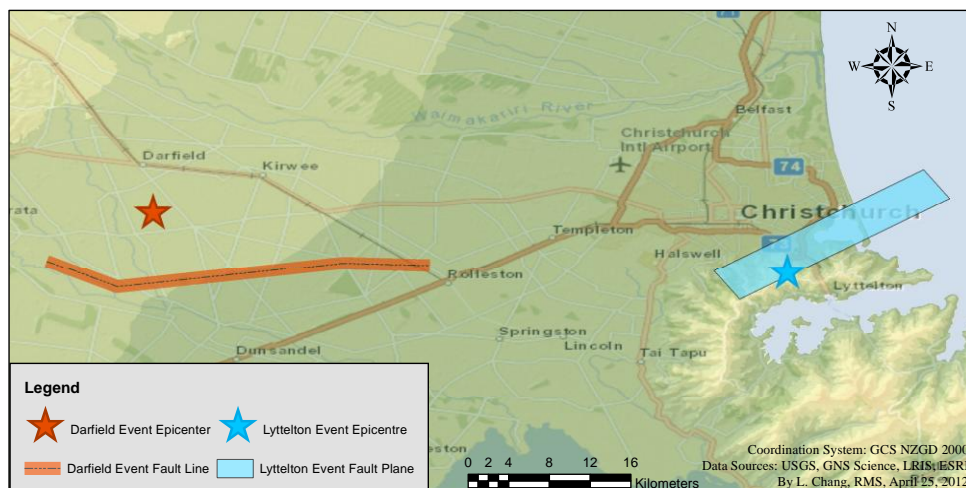 71
N
W E
S
Waimakatiri River
Belfast
Christchurch
Intl Airport
Darfield
Kirwee
74
rata
Christchurch
Templeton
Halswell
Rolleston
Lyttelton
Springston
Lincoln
Dunsandel
Tai Tapu
Legend
Darfield Event Epicenter
Lyttelton Event Epicentre
Darfield Event Fault Line
Lyttelton Event Fault Plane
leston
0 2 4 8 12 16
Kilometers
Coordination System: GCS NZGD 2000
Data Sources: USGS, GNS Science, LRIS, ESRI
By L. Chang, RMS, April 25, 2012